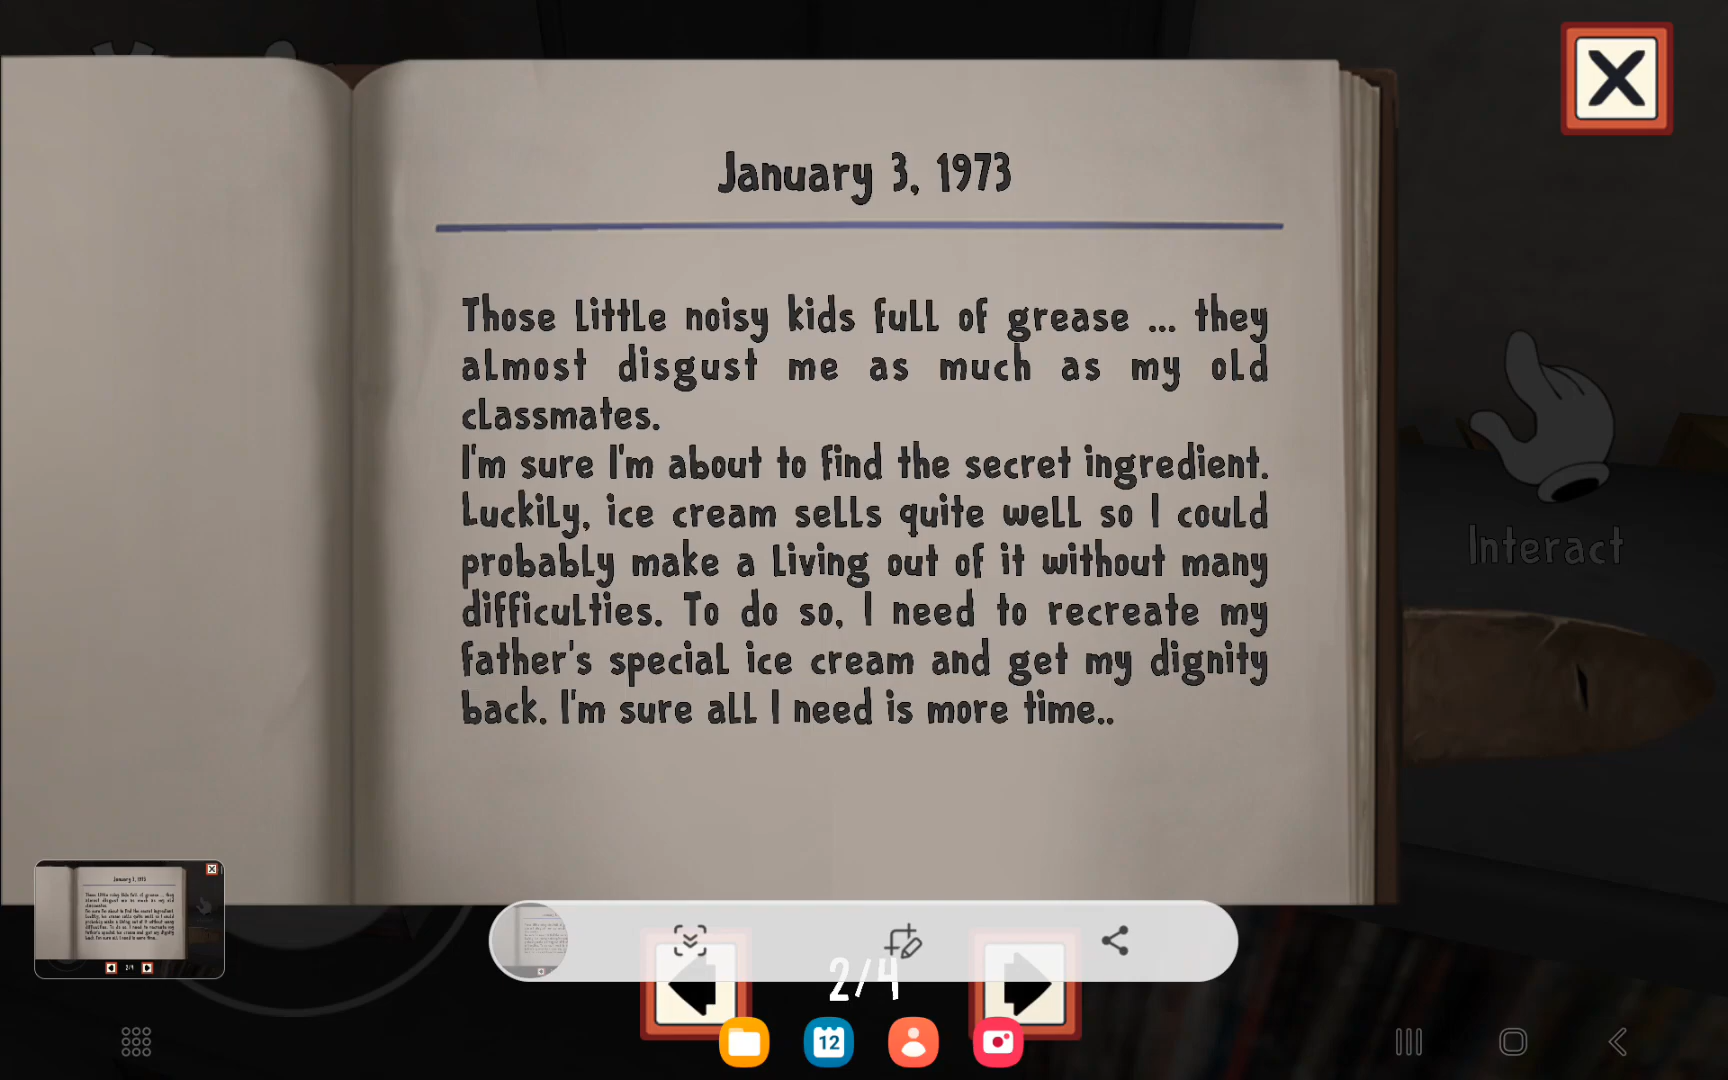 January 3, 1973
Those little noisy kids full of grease ... they
almost disgust me as much as my old
classmates.
I'm sure I'm about to find the secret ingredient.
Luckily, ice cream sells quite well so I could
probably make a living out of it without many
difficulties. To do so, I need to recreate my
father's special ice cream and get my dignity
back. I'm sure all I need is more time..
Interact
2/4
12